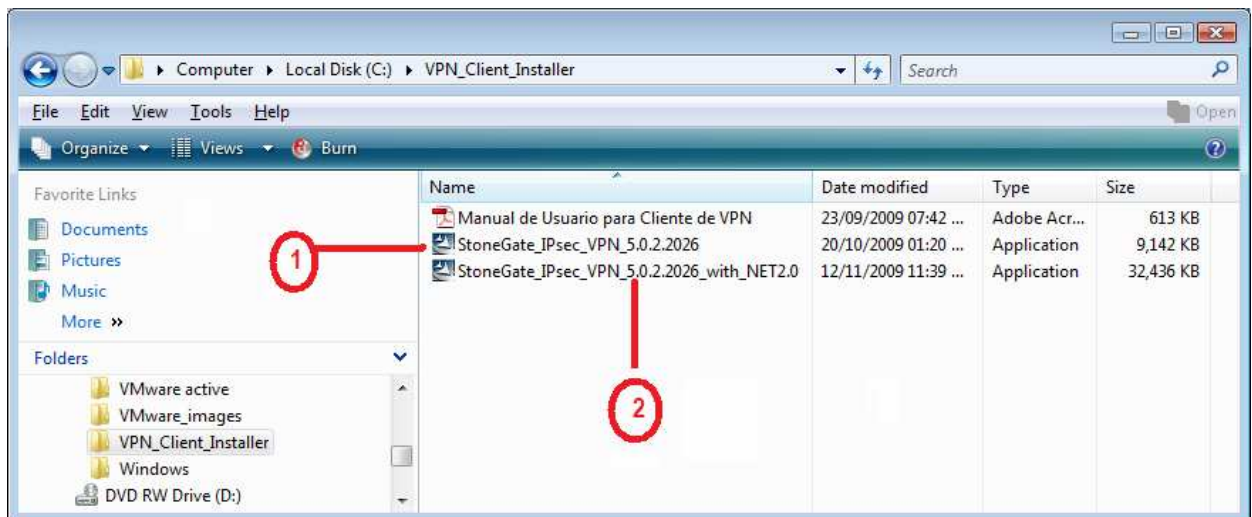 Computer ▸ Local Disk (C:) ▸ VPN_Client_Installer
Search
File Edit View Tools Help
Open
Organize Views Burn
Favorite Links
Documents
Pictures
Music
More »
Folders
VMware active
VMware_images
VPN_Client_Installer
Windows
DVD RW Drive (D:)
Name Date modified Type Size
Manual de Usuario para Cliente de VPN 23/09/2009 07:42 ... Adobe Acr... 613 KB
StoneGate_IPsec_VPN_5.0.2.2026 20/10/2009 01:20 ... Application 9,142 KB
StoneGate_IPsec_VPN_5.0.2.2026_with_NET2.0 12/11/2009 11:39 ... Application 32,436 KB
1
2